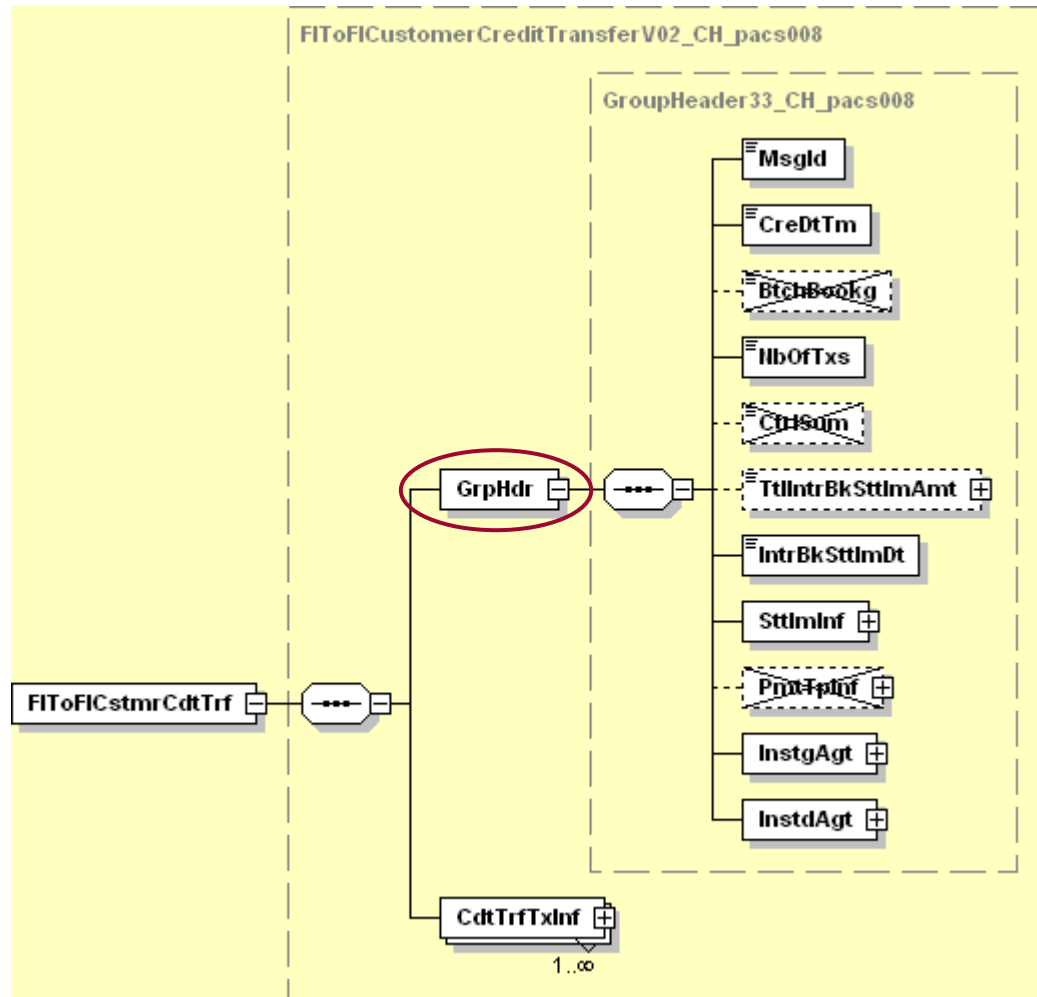 FIToFICustomerCreditTransferV02_CH_pacs008
GroupHeader33_CH_pacs008
MsgId
CreDtTm
BtchBookg
NbOfTxs
CtrlSum
GrpHdr
TtlIntrBkSttlmAmt
IntrBkSttlmDt
SttlmInf
FIToFICstmrCdtTrf
PmtTpInf
InstgAgt
InstdAgt
CdtTrfTxInf
1..∞